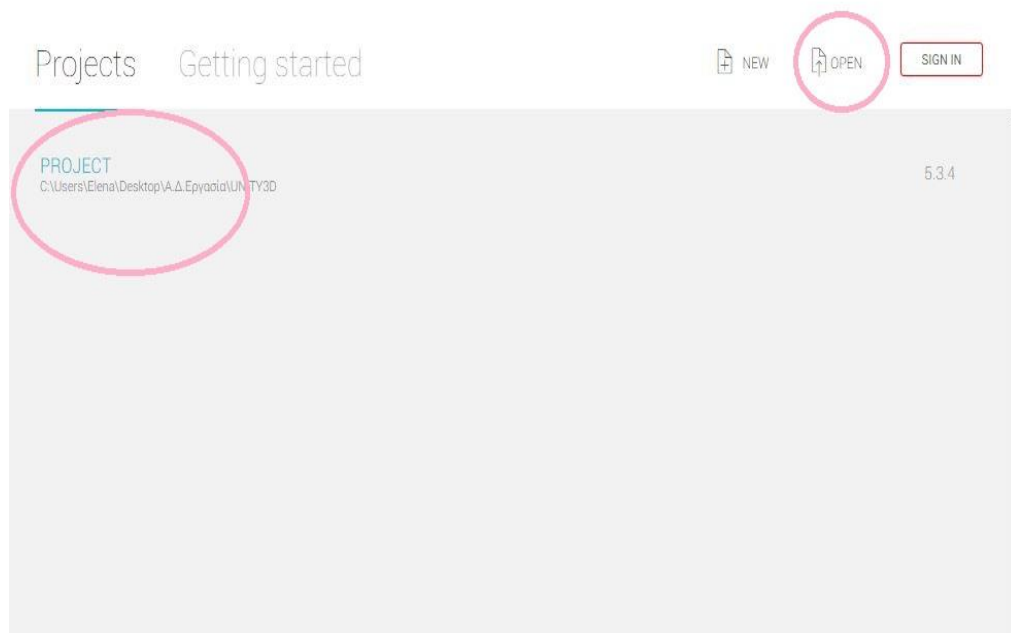 Projects Getting started NEW OPEN SIGN IN
PROJECT 5.3.4
C:\Users\Elena\Desktop\Α.Δ.Εργασία\UNITY3D